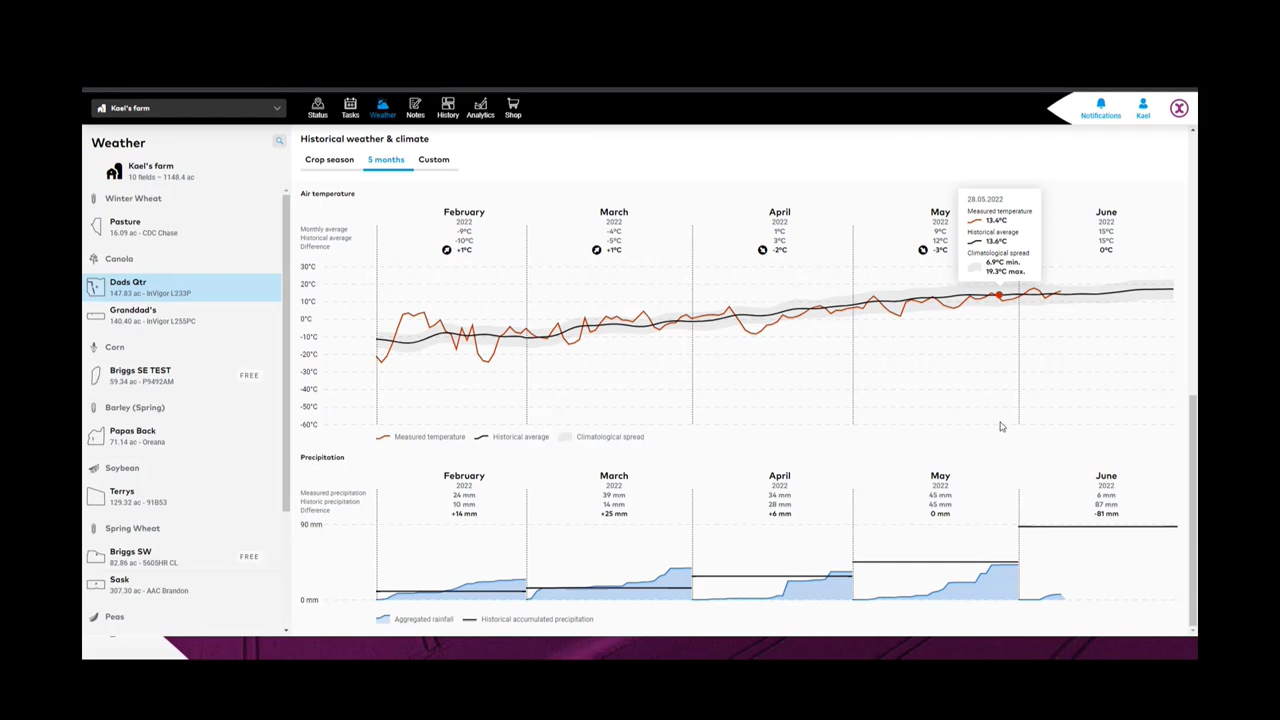 Kael's farm
Status
Tasks
Weather
Notes
History
Analytics
Shop
Notifications
Kael
Weather
Kael's farm
10 fields – 1148.4 ac
Winter Wheat
Pasture
16.09 ac - CDC Chase
Canola
Dads Qtr
147.83 ac - InVigor L233P
Granddad's
140.40 ac - InVigor L255PC
Corn
Briggs SE TEST
59.34 ac - P9492AM
FREE
Barley (Spring)
Papas Back
71.14 ac - Oreana
Soybean
Terrys
129.32 ac - 91B53
Spring Wheat
Briggs SW
82.86 ac - 5605HR CL
FREE
Sask
307.30 ac - AAC Brandon
Peas
Historical weather & climate
Crop season
5 months
Custom
Air temperature
Monthly average
Historical average
Difference
February
2022
-9°C
-10°C
+1°C
March
2022
-4°C
-5°C
+1°C
April
2022
1°C
3°C
-2°C
May
2022
9°C
12°C
-3°C
June
2022
15°C
15°C
0°C
28.05.2022
Measured temperature
13.4°C
Historical average
13.6°C
Climatological spread
6.9°C min.
19.3°C max.
30°C
20°C
10°C
0°C
-10°C
-20°C
-30°C
-40°C
-50°C
-60°C
Measured temperature
Historical average
Climatological spread
Precipitation
Measured precipitation
Historic precipitation
Difference
February
2022
24 mm
10 mm
+14 mm
March
2022
39 mm
14 mm
+25 mm
April
2022
34 mm
28 mm
+6 mm
May
2022
45 mm
45 mm
0 mm
June
2022
6 mm
87 mm
-81 mm
90 mm
0 mm
Aggregated rainfall
Historical accumulated precipitation